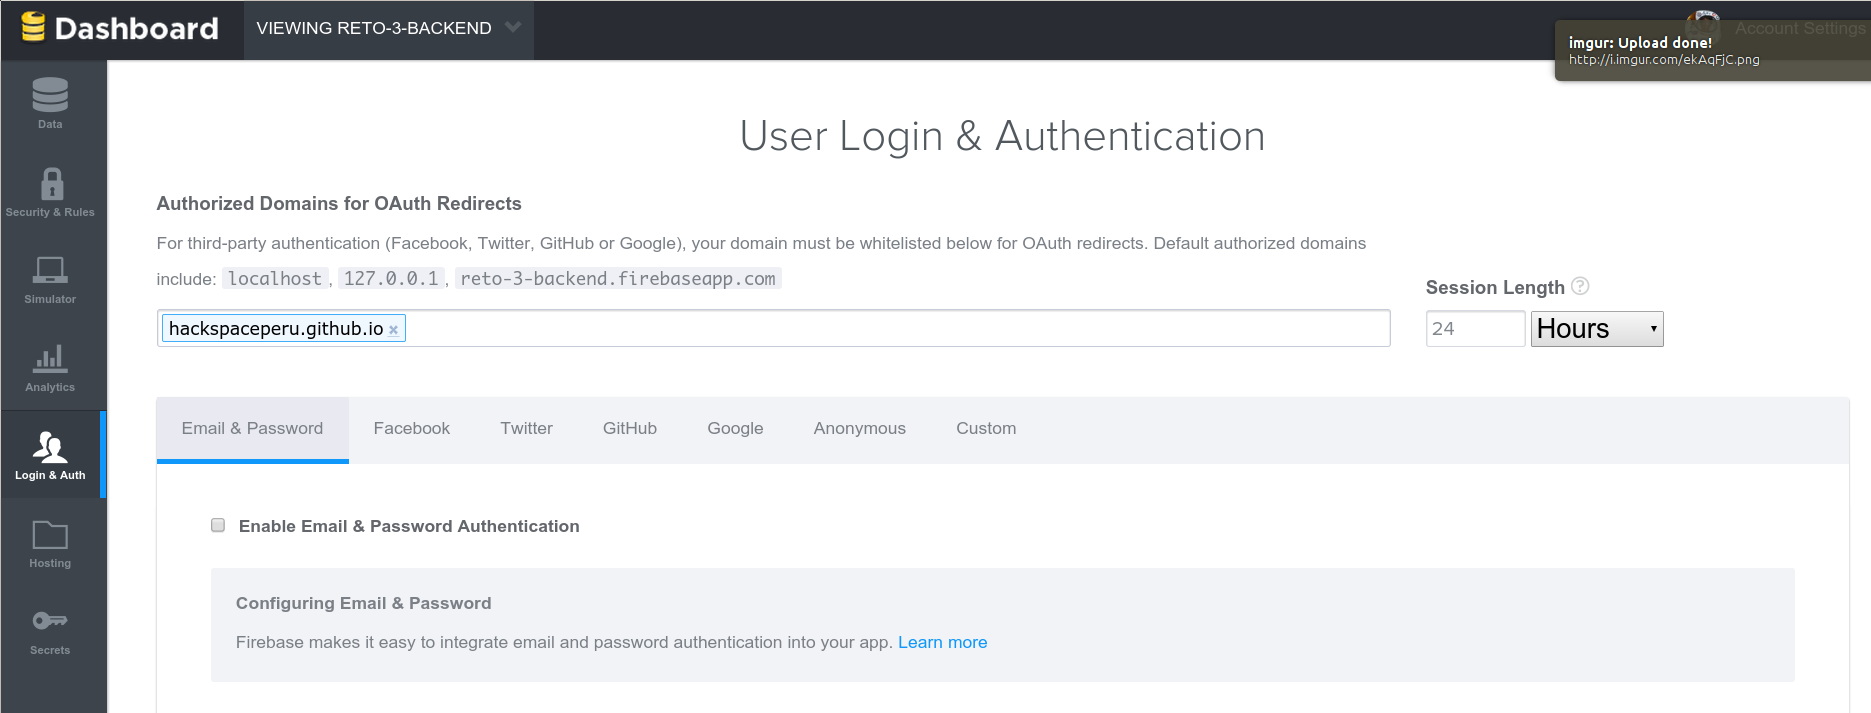 Dashboard
VIEWING RETO-3-BACKEND
Account Settings
imgur: Upload done!
http://i.imgur.com/ekAqFjC.png
Data
Security & Rules
Simulator
Analytics
Login & Auth
Hosting
Secrets
User Login & Authentication
Authorized Domains for OAuth Redirects
For third-party authentication (Facebook, Twitter, GitHub or Google), your domain must be whitelisted below for OAuth redirects. Default authorized domains
include: localhost, 127.0.0.1, reto-3-backend.firebaseapp.com
hackspaceperu.github.io ×
Session Length ?
24 Hours
Email & Password Facebook Twitter GitHub Google Anonymous Custom
Enable Email & Password Authentication
Configuring Email & Password
Firebase makes it easy to integrate email and password authentication into your app. Learn more